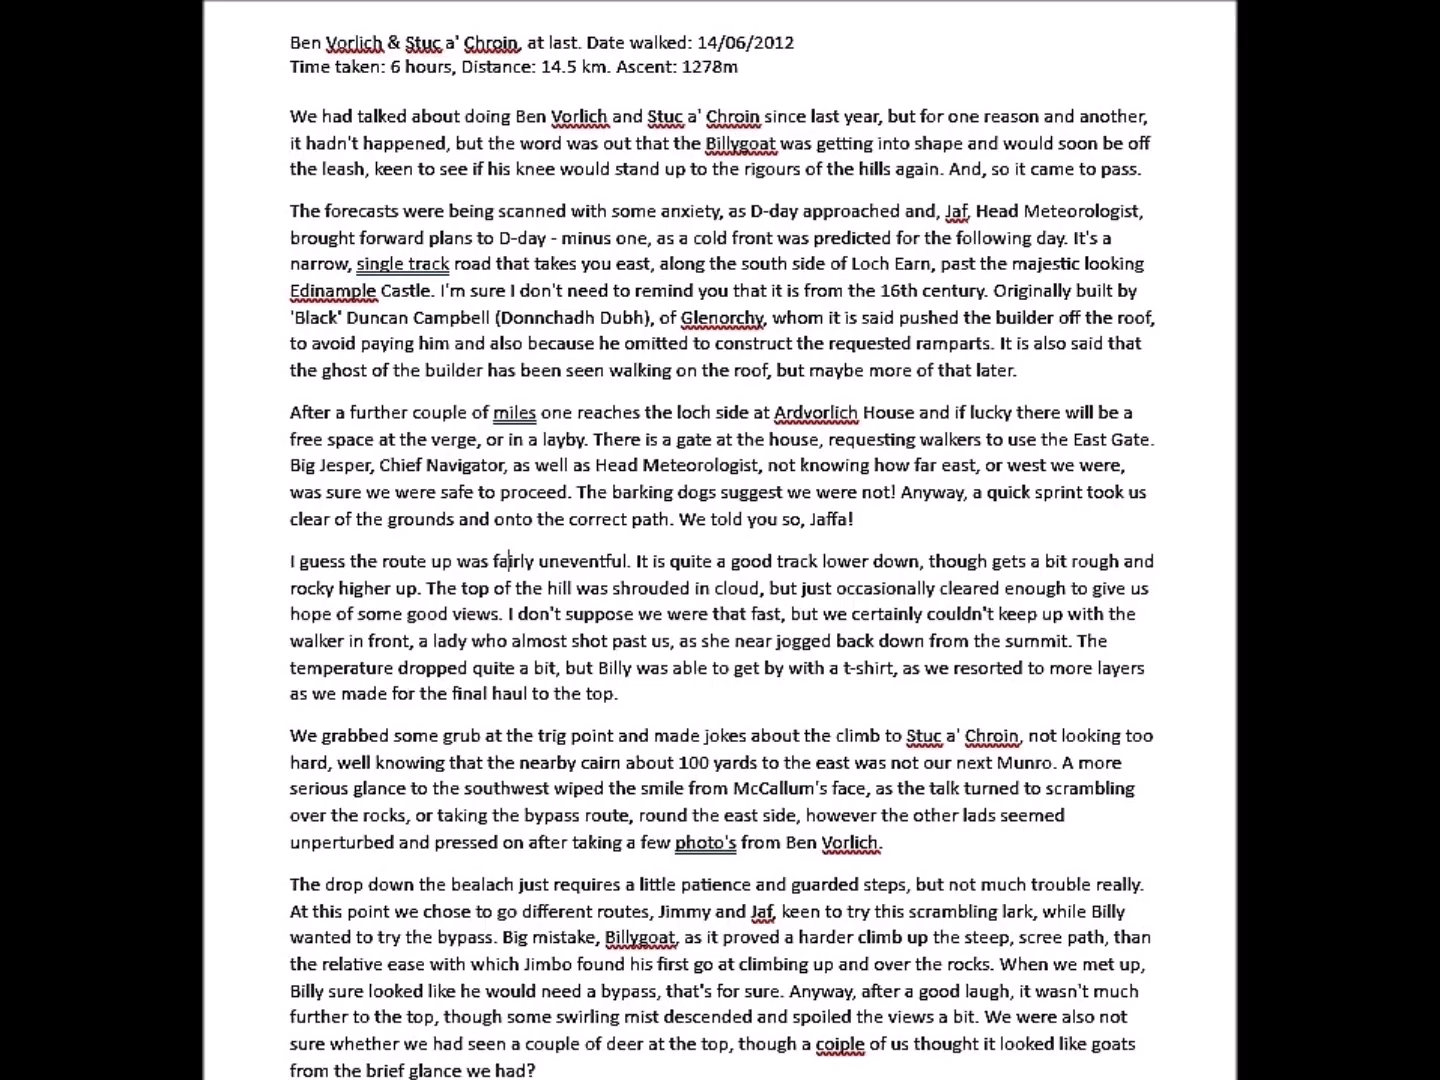 Ben Vorlich & Stuc a' Chroin, at last. Date walked: 14/06/2012
Time taken: 6 hours, Distance: 14.5 km. Ascent: 1278m
We had talked about doing Ben Vorlich and Stuc a' Chroin since last year, but for one reason and another,
it hadn't happened, but the word was out that the Billygoat was getting into shape and would soon be off
the leash, keen to see if his knee would stand up to the rigours of the hills again. And, so it came to pass.
The forecasts were being scanned with some anxiety, as D-day approached and, Jaf, Head Meteorologist,
brought forward plans to D-day - minus one, as a cold front was predicted for the following day. It's a
narrow, single track road that takes you east, along the south side of Loch Earn, past the majestic looking
Edinample Castle. I'm sure I don't need to remind you that it is from the 16th century. Originally built by
'Black' Duncan Campbell (Donnchadh Dubh), of Glenorchy, whom it is said pushed the builder off the roof,
to avoid paying him and also because he omitted to construct the requested ramparts. It is also said that
the ghost of the builder has been seen walking on the roof, but maybe more of that later.
After a further couple of miles one reaches the loch side at Ardvorlich House and if lucky there will be a
free space at the verge, or in a layby. There is a gate at the house, requesting walkers to use the East Gate.
Big Jesper, Chief Navigator, as well as Head Meteorologist, not knowing how far east, or west we were,
was sure we were safe to proceed. The barking dogs suggest we were not! Anyway, a quick sprint took us
clear of the grounds and onto the correct path. We told you so, Jaffa!
I guess the route up was fairly uneventful. It is quite a good track lower down, though gets a bit rough and
rocky higher up. The top of the hill was shrouded in cloud, but just occasionally cleared enough to give us
hope of some good views. I don't suppose we were that fast, but we certainly couldn't keep up with the
walker in front, a lady who almost shot past us, as she near jogged back down from the summit. The
temperature dropped quite a bit, but Billy was able to get by with a t-shirt, as we resorted to more layers
as we made for the final haul to the top.
We grabbed some grub at the trig point and made jokes about the climb to Stuc a' Chroin, not looking too
hard, well knowing that the nearby cairn about 100 yards to the east was not our next Munro. A more
serious glance to the southwest wiped the smile from McCallum's face, as the talk turned to scrambling
over the rocks, or taking the bypass route, round the east side, however the other lads seemed
unperturbed and pressed on after taking a few photo's from Ben Vorlich.
The drop down the bealach just requires a little patience and guarded steps, but not much trouble really.
At this point we chose to go different routes, Jimmy and Jaf, keen to try this scrambling lark, while Billy
wanted to try the bypass. Big mistake, Billygoat, as it proved a harder climb up the steep, scree path, than
the relative ease with which Jimbo found his first go at climbing up and over the rocks. When we met up,
Billy sure looked like he would need a bypass, that's for sure. Anyway, after a good laugh, it wasn't much
further to the top, though some swirling mist descended and spoiled the views a bit. We were also not
sure whether we had seen a couple of deer at the top, though a coiple of us thought it looked like goats
from the brief glance we had?